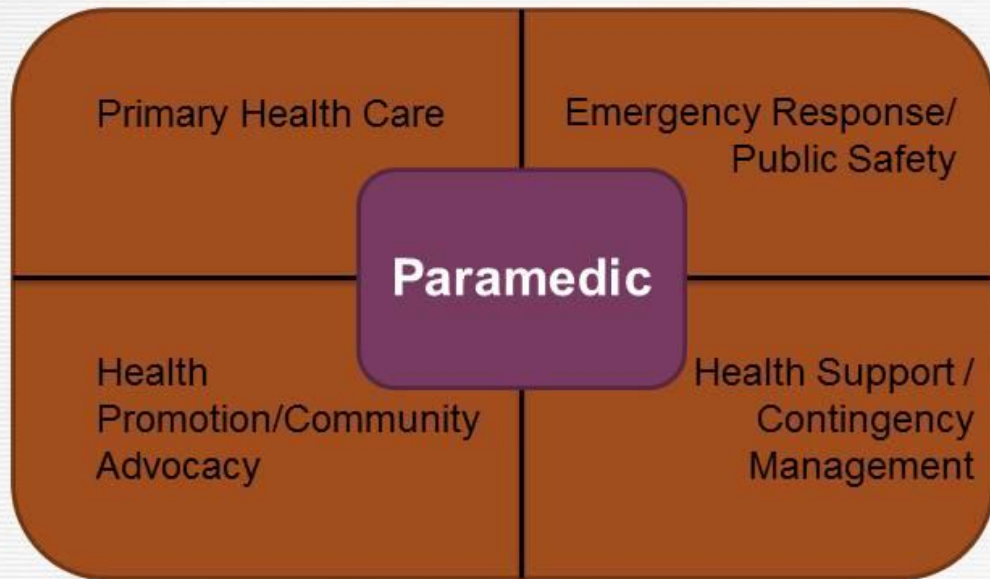 Primary Health Care
Emergency Response/
Public Safety
Paramedic
Health
Promotion/Community
Advocacy
Health Support /
Contingency
Management